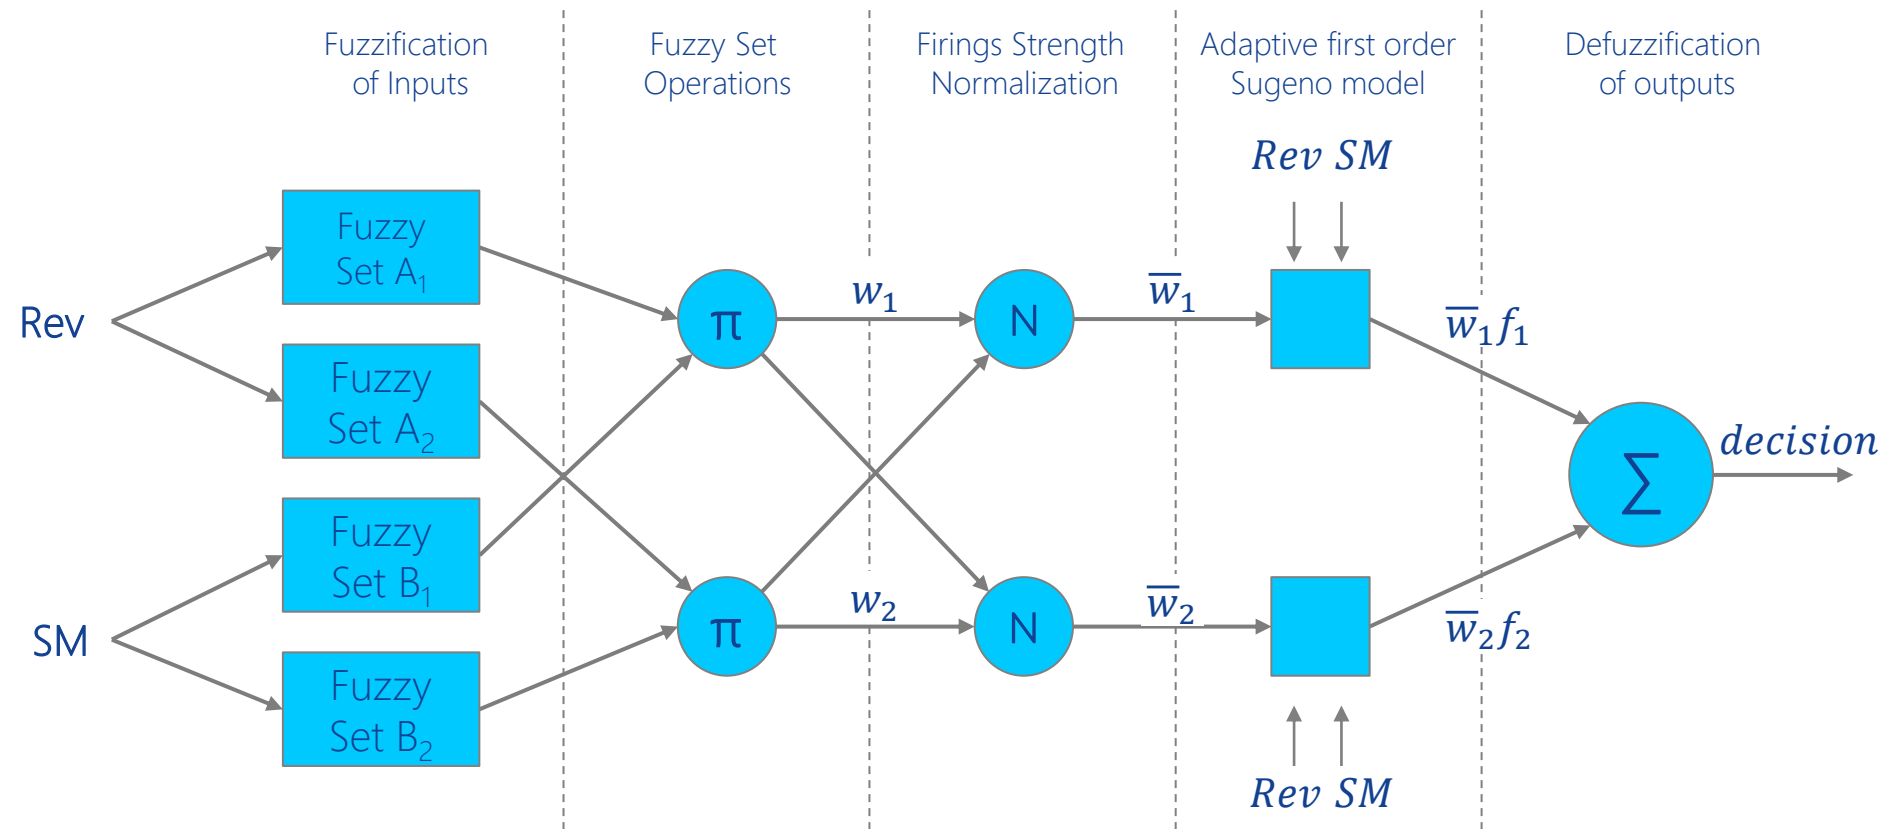 Fuzzification
of Inputs
Fuzzy Set
Operations
Firings Strength
Normalization
Adaptive first order
Sugeno model
Defuzzification
of outputs
Rev SM
Fuzzy
Set A₁
Fuzzy
Set A₂
Fuzzy
Set B₁
Fuzzy
Set B₂
Rev
SM
π
π
w₁
w₂
N
N
w̅₁
w̅₂
w̅₁f₁
w̅₂f₂
Rev SM
∑
decision